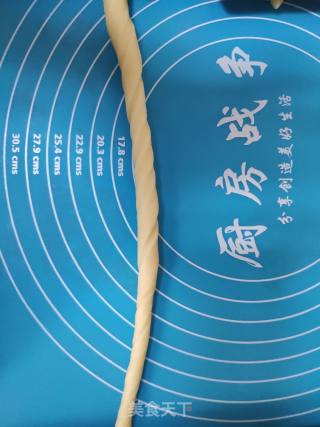 厨房战争
分享创造美好生活
17.8 cms
20.3 cms
22.9 cms
25.4 cms
27.9 cms
30.5 cms
美食天下